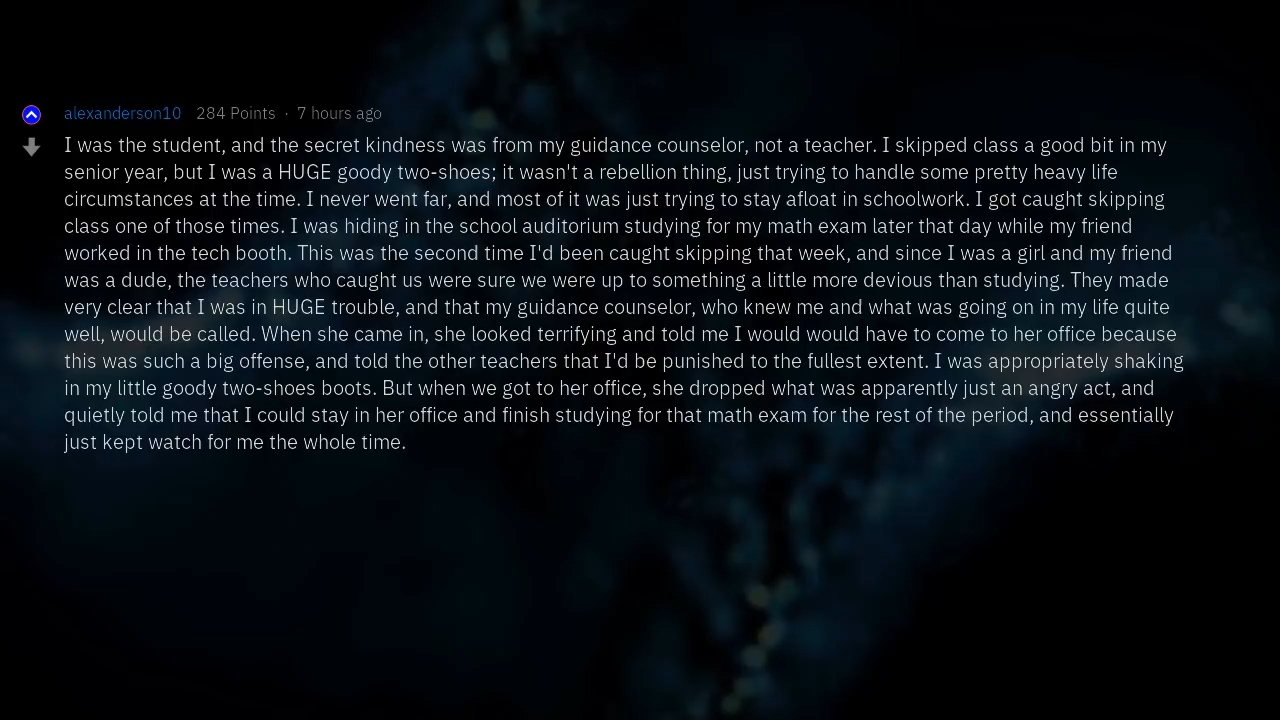 alexanderson10 284 Points · 7 hours ago
I was the student, and the secret kindness was from my guidance counselor, not a teacher. I skipped class a good bit in my
senior year, but I was a HUGE goody two-shoes; it wasn't a rebellion thing, just trying to handle some pretty heavy life
circumstances at the time. I never went far, and most of it was just trying to stay afloat in schoolwork. I got caught skipping
class one of those times. I was hiding in the school auditorium studying for my math exam later that day while my friend
worked in the tech booth. This was the second time I'd been caught skipping that week, and since I was a girl and my friend
was a dude, the teachers who caught us were sure we were up to something a little more devious than studying. They made
very clear that I was in HUGE trouble, and that my guidance counselor, who knew me and what was going on in my life quite
well, would be called. When she came in, she looked terrifying and told me I would would have to come to her office because
this was such a big offense, and told the other teachers that I'd be punished to the fullest extent. I was appropriately shaking
in my little goody two-shoes boots. But when we got to her office, she dropped what was apparently just an angry act, and
quietly told me that I could stay in her office and finish studying for that math exam for the rest of the period, and essentially
just kept watch for me the whole time.